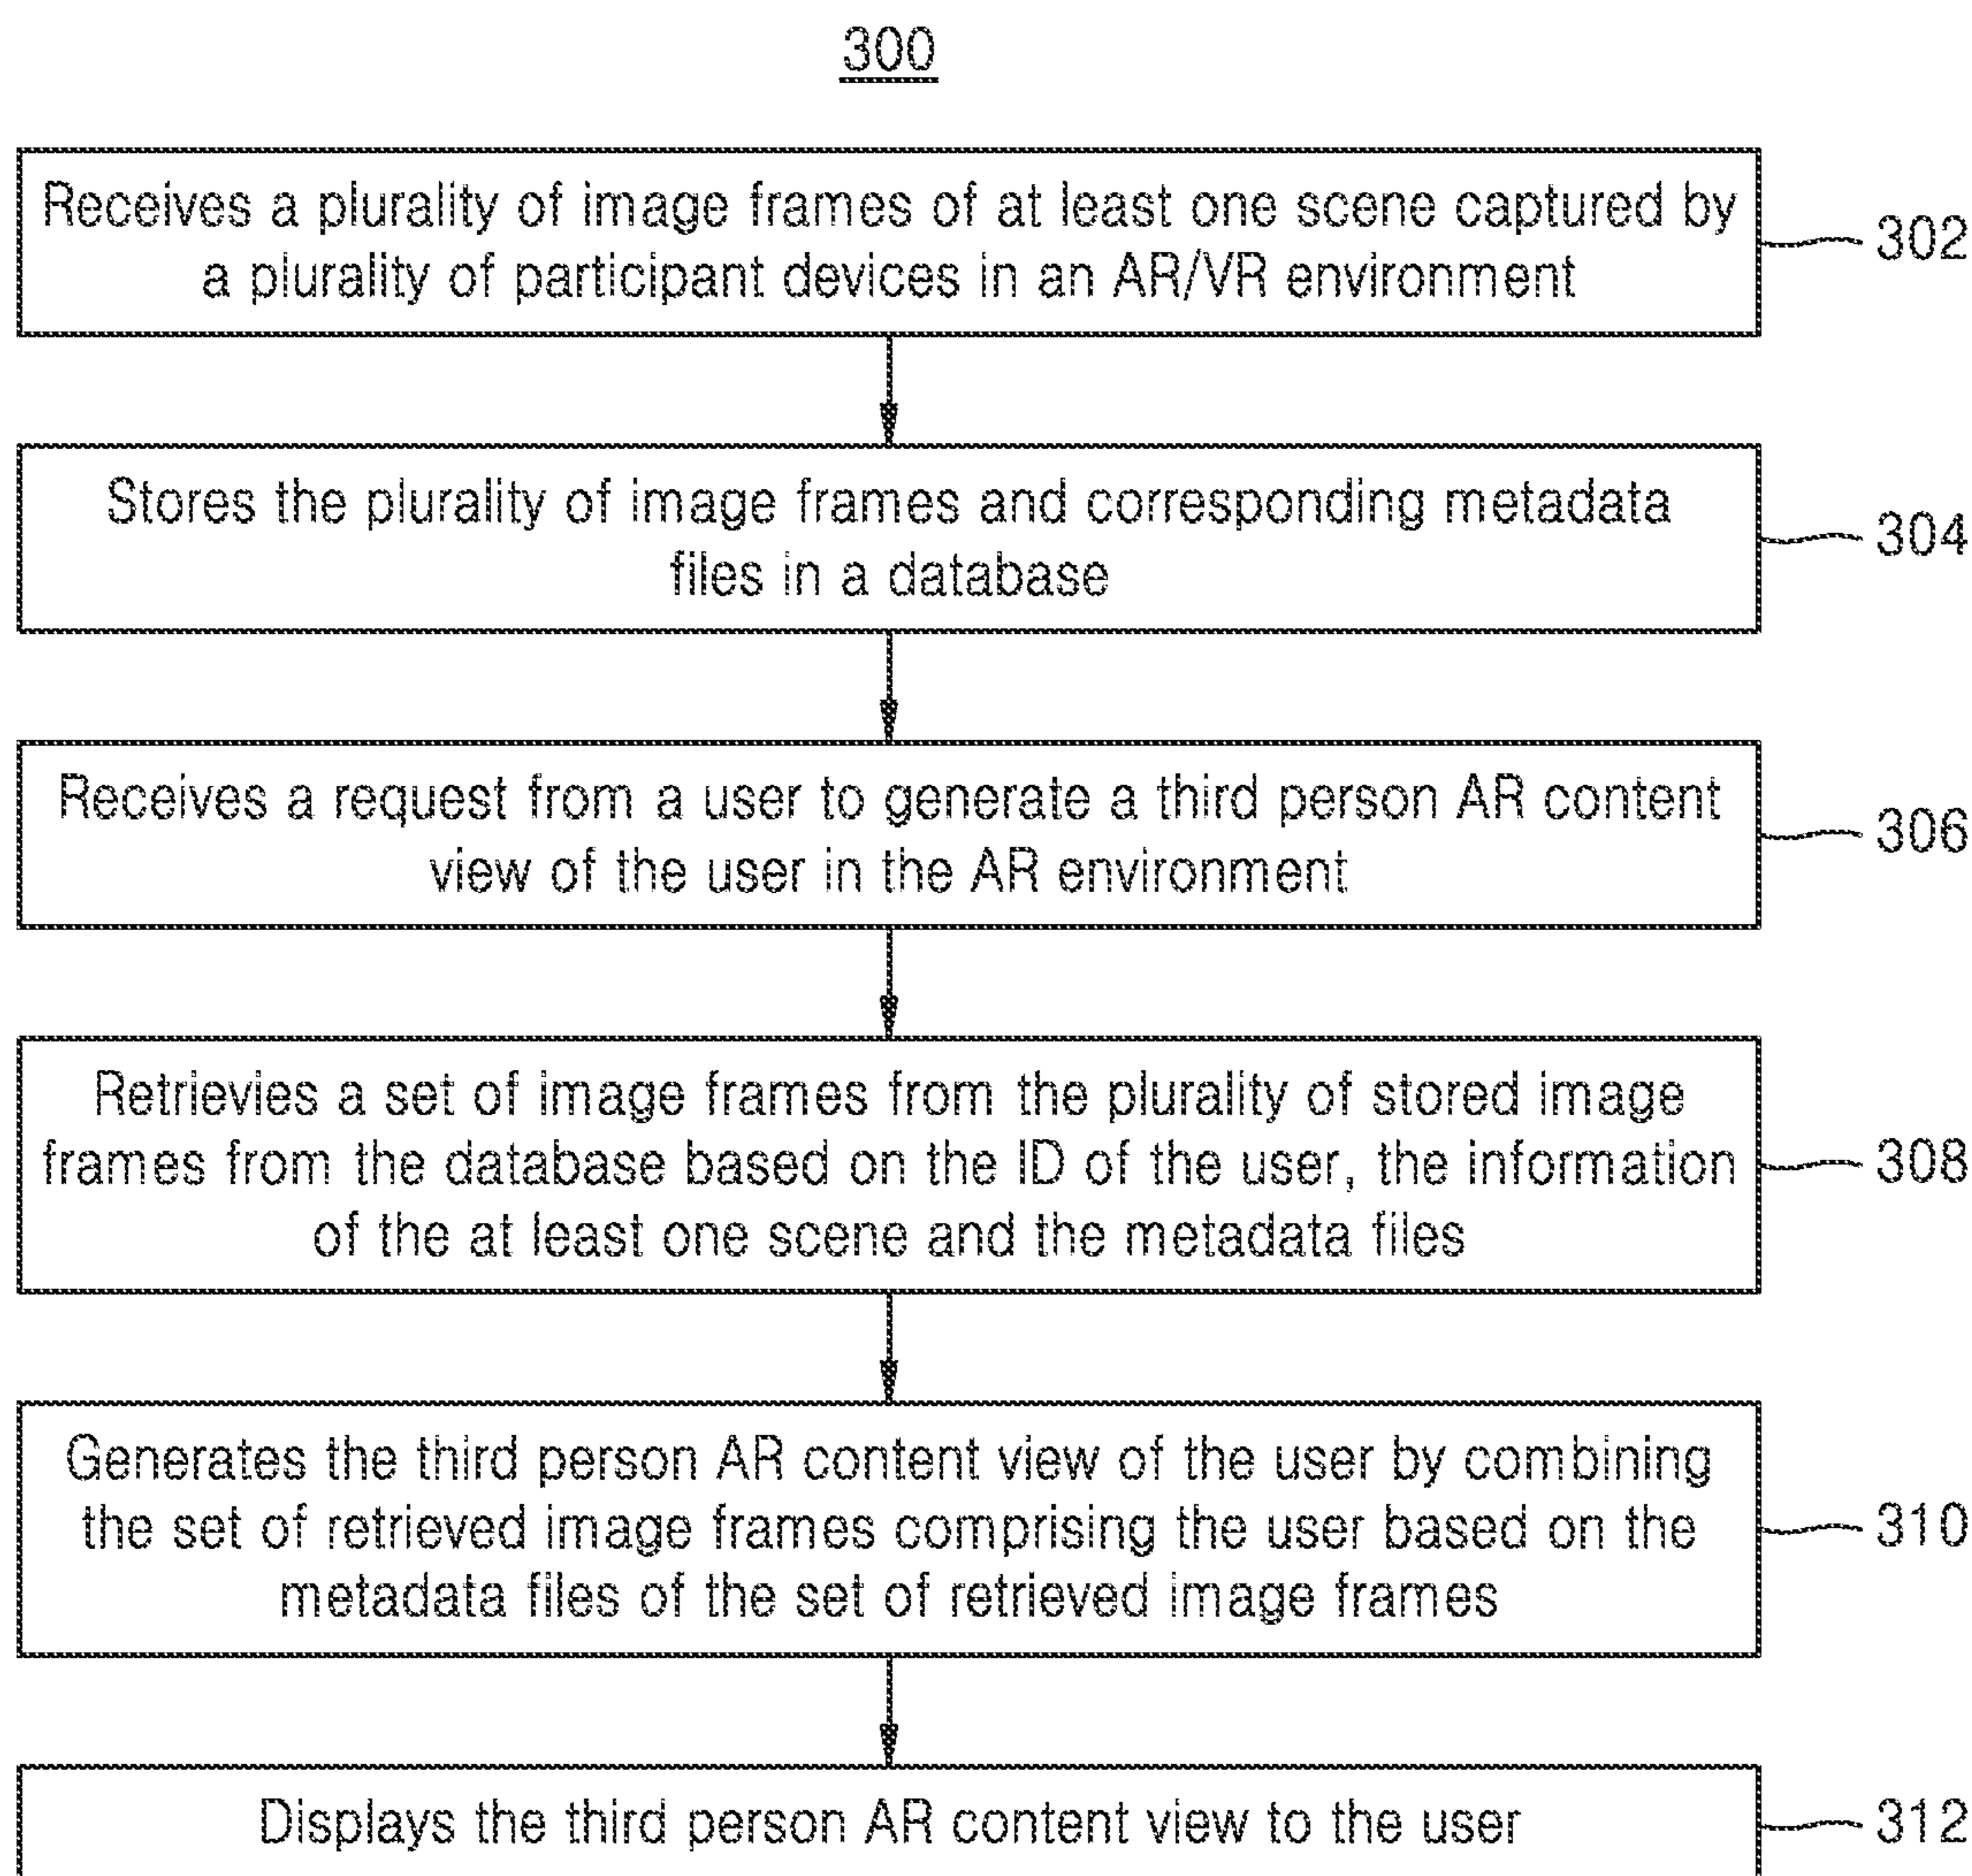 300
Receives a plurality of image frames of at least one scene captured by
a plurality of participant devices in an AR/VR environment
302
Stores the plurality of image frames and corresponding metadata
files in a database
304
Receives a request from a user to generate a third person AR content
view of the user in the AR environment
306
Retrievies a set of image frames from the plurality of stored image
frames from the database based on the ID of the user, the information
of the at least one scene and the metadata files
308
Generates the third person AR content view of the user by combining
the set of retrieved image frames comprising the user based on the
metadata files of the set of retrieved image frames
310
Displays the third person AR content view to the user
312